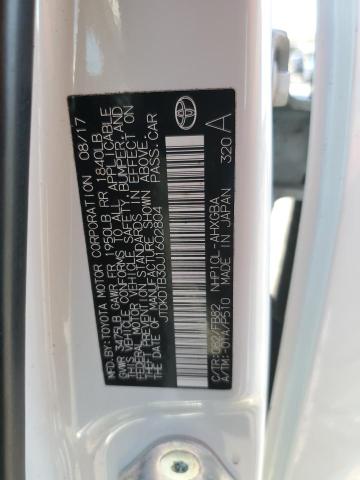 MFD. BY: TOYOTA MOTOR CORPORATION 08/17
GVWR 3475LB GAWR FR 1950LB RR 1840LB
THIS VEHICLE CONFORMS TO ALL APPLICABLE
FEDERAL MOTOR VEHICLE SAFETY, BUMPER, AND
THEFT PREVENTION STANDARDS IN EFFECT ON
THE DATE OF MANUFACTURE SHOWN ABOVE.
JTDKDTB30J1602804 PASS. CAR
NHP10L-AHXGBA 320 A
C/TR: 082/FB82 MADE IN JAPAN
A/TM: -01A/P510